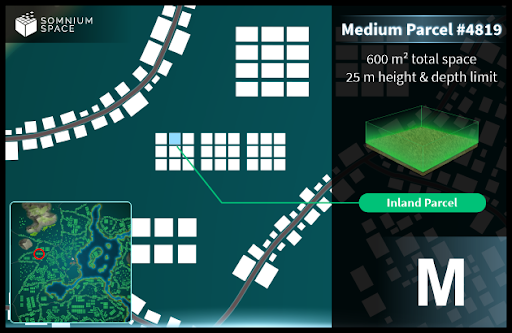 SOMNIUM
SPACE
Medium Parcel #4819
600 m² total space
25 m height & depth limit
Inland Parcel
M